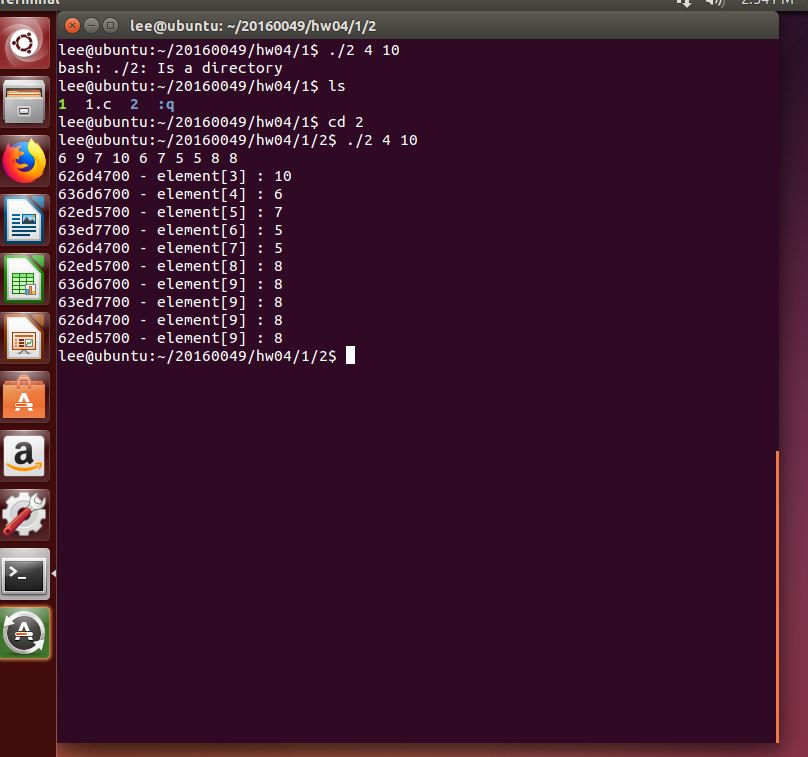 lee@ubuntu: ~/20160049/hw04/1/2
lee@ubuntu:~/20160049/hw04/1$ ./2 4 10
bash: ./2: Is a directory
lee@ubuntu:~/20160049/hw04/1$ ls
1  1.c  2  :q
lee@ubuntu:~/20160049/hw04/1$ cd 2
lee@ubuntu:~/20160049/hw04/1/2$ ./2 4 10
6 9 7 10 6 7 5 5 8 8
626d4700 - element[3] : 10
636d6700 - element[4] : 6
62ed5700 - element[5] : 7
63ed7700 - element[6] : 5
626d4700 - element[7] : 5
62ed5700 - element[8] : 8
636d6700 - element[9] : 8
63ed7700 - element[9] : 8
626d4700 - element[9] : 8
62ed5700 - element[9] : 8
lee@ubuntu:~/20160049/hw04/1/2$